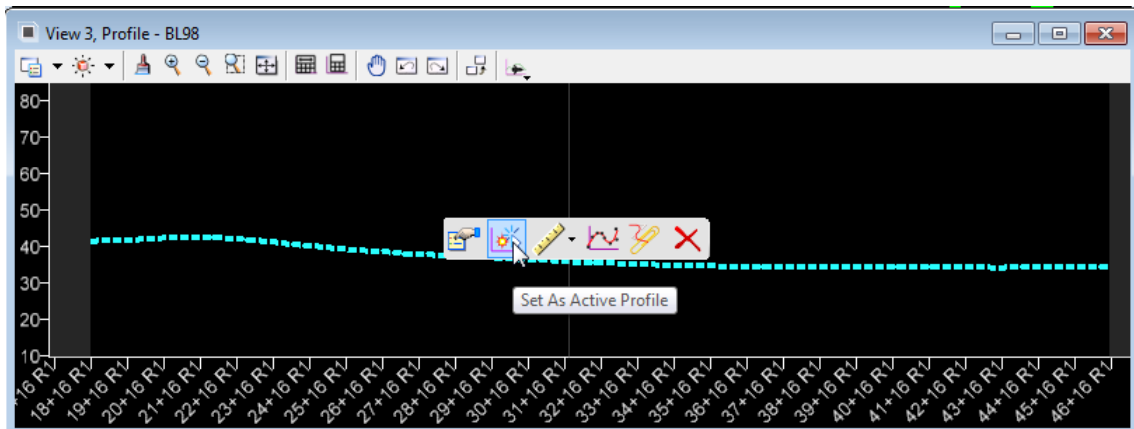 View 3, Profile - BL98
80
70
60
50
40
Set As Active Profile
30
20
10
+16 R1
18+16 R1
19+16 R1
20+16 R1
21+16 R1
22+16 R1
23+16 R1
24+16 R1
25+16 R1
26+16 R1
27+16 R1
28+16 R1
29+16 R1
30+16 R1
31+16 R1
32+16 R1
33+16 R1
34+16 R1
35+16 R1
36+16 R1
37+16 R1
38+16 R1
39+16 R1
40+16 R1
41+16 R1
42+16 R1
43+16 R1
44+16 R1
45+16 R1
46+16 R1